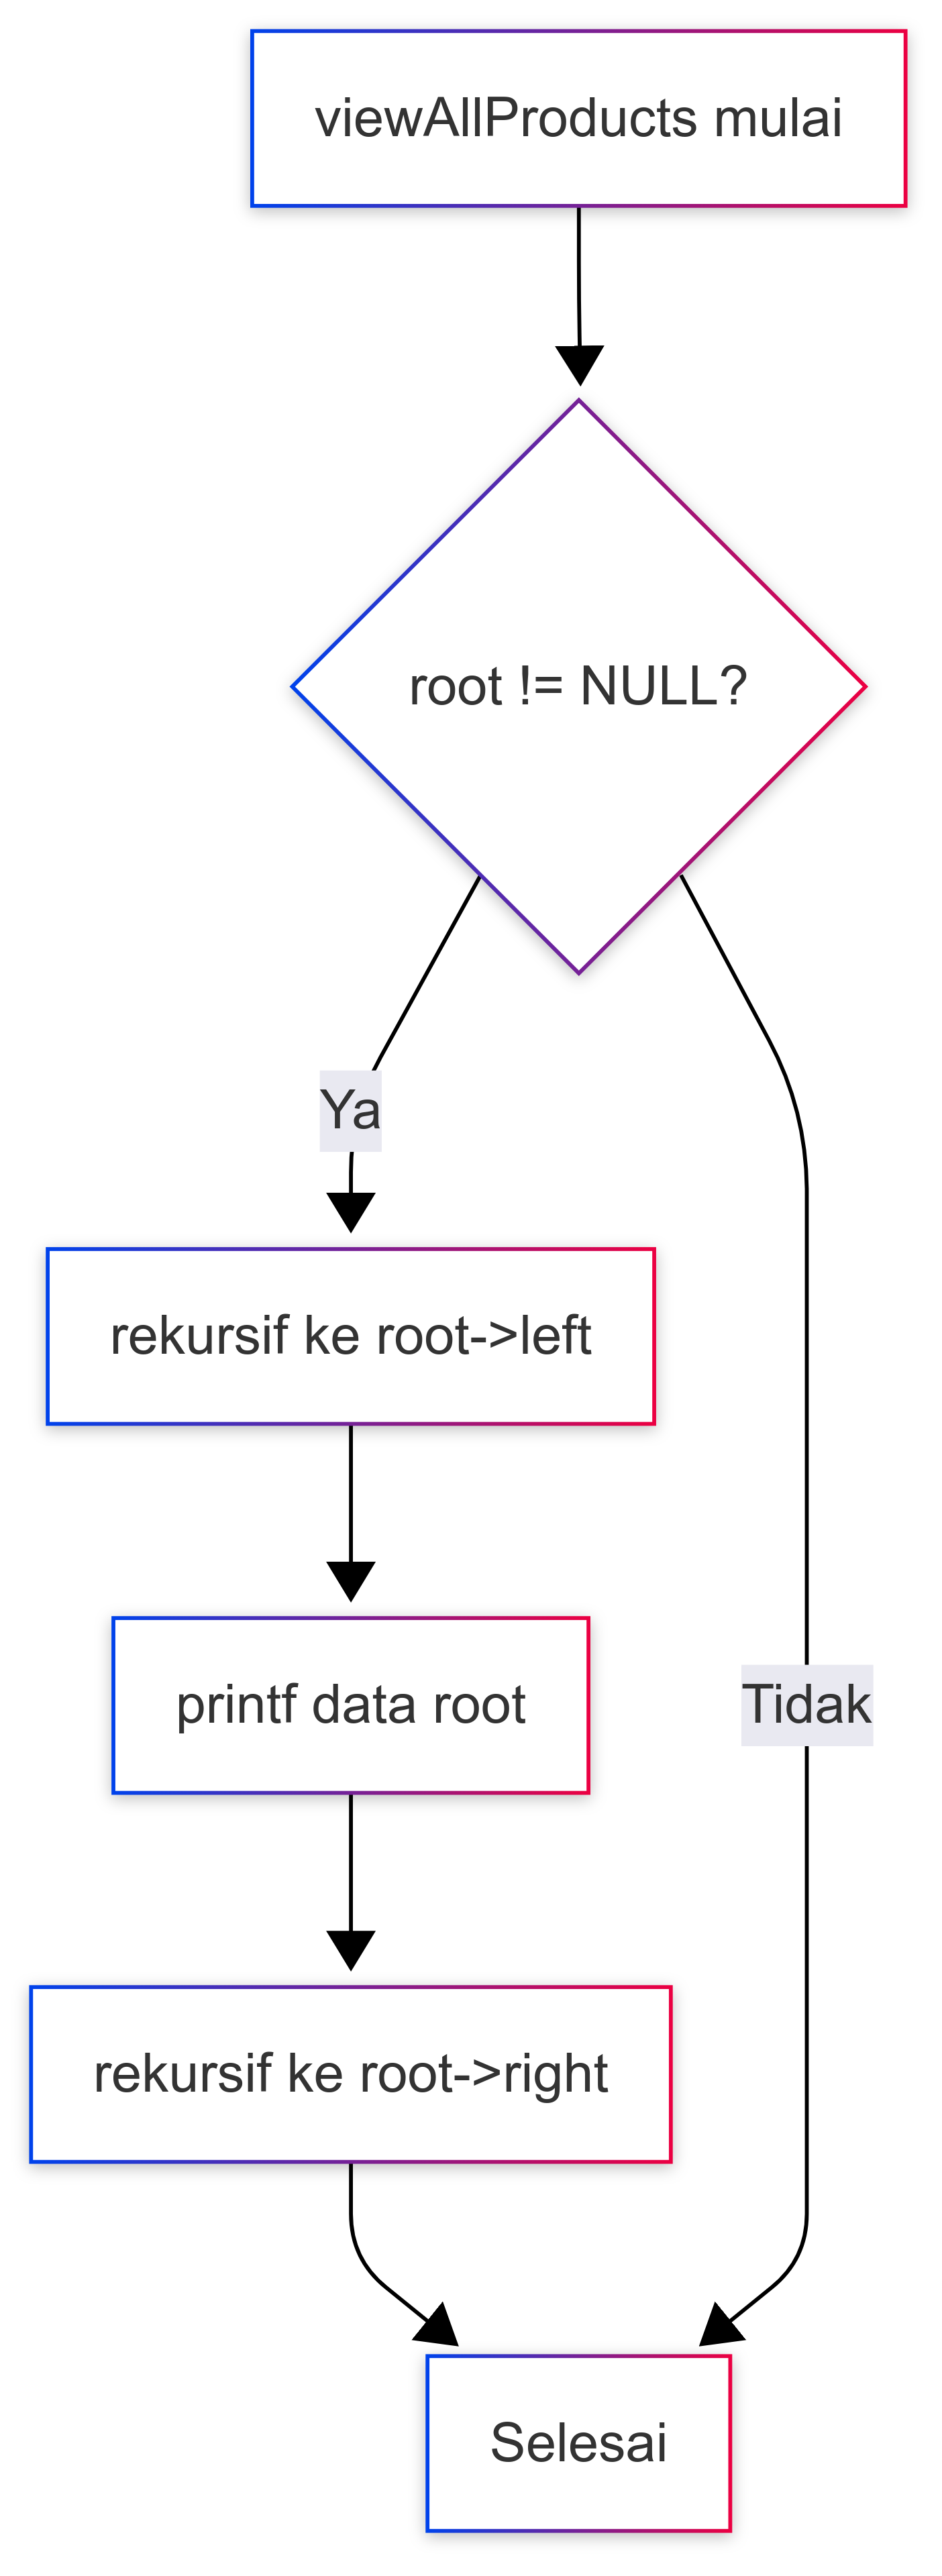 viewAllProducts mulai
root != NULL?
Ya
rekursif ke root->left
printf data root
Tidak
rekursif ke root->right
Selesai